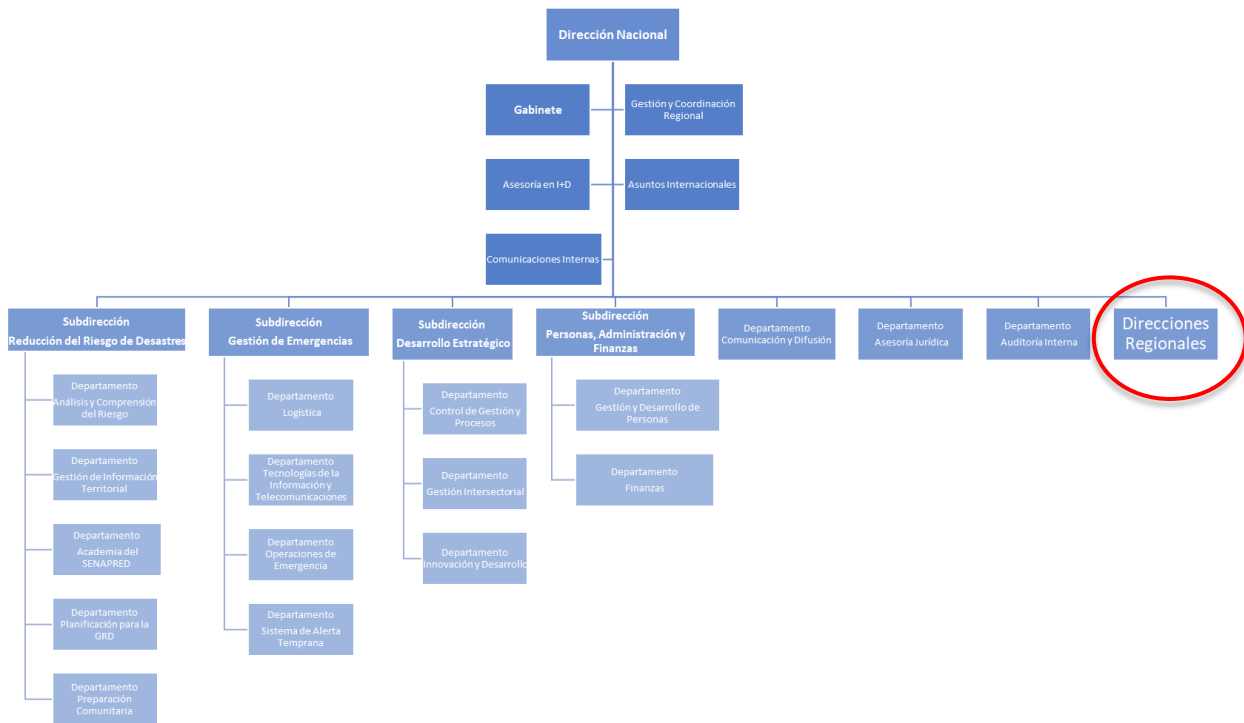 Dirección Nacional
Gabinete
Gestión y Coordinación
Regional
Asesoría en I+D
Asuntos Internacionales
Comunicaciones Internas
Subdirección
Reducción del Riesgo de Desastres
Subdirección
Gestión de Emergencias
Subdirección
Desarrollo Estratégico
Subdirección
Personas, Administración y
Finanzas
Departamento
Comunicación y Difusión
Departamento
Asesoría Jurídica
Departamento
Auditoría Interna
Direcciones
Regionales
Departamento
Análisis y Comprensión
del Riesgo
Departamento
Gestión de Información
Territorial
Departamento
Academia del
SENAPRED
Departamento
Planificación para la
GRD
Departamento
Preparación
Comunitaria
Departamento
Logística
Departamento
Tecnologías de la
Información y
Telecomunicaciones
Departamento
Operaciones de
Emergencia
Departamento
Sistema de Alerta
Temprana
Departamento
Control de Gestión y
Procesos
Departamento
Gestión Intersectorial
Departamento
Innovación y Desarrollo
Departamento
Gestión y Desarrollo de
Personas
Departamento
Finanzas